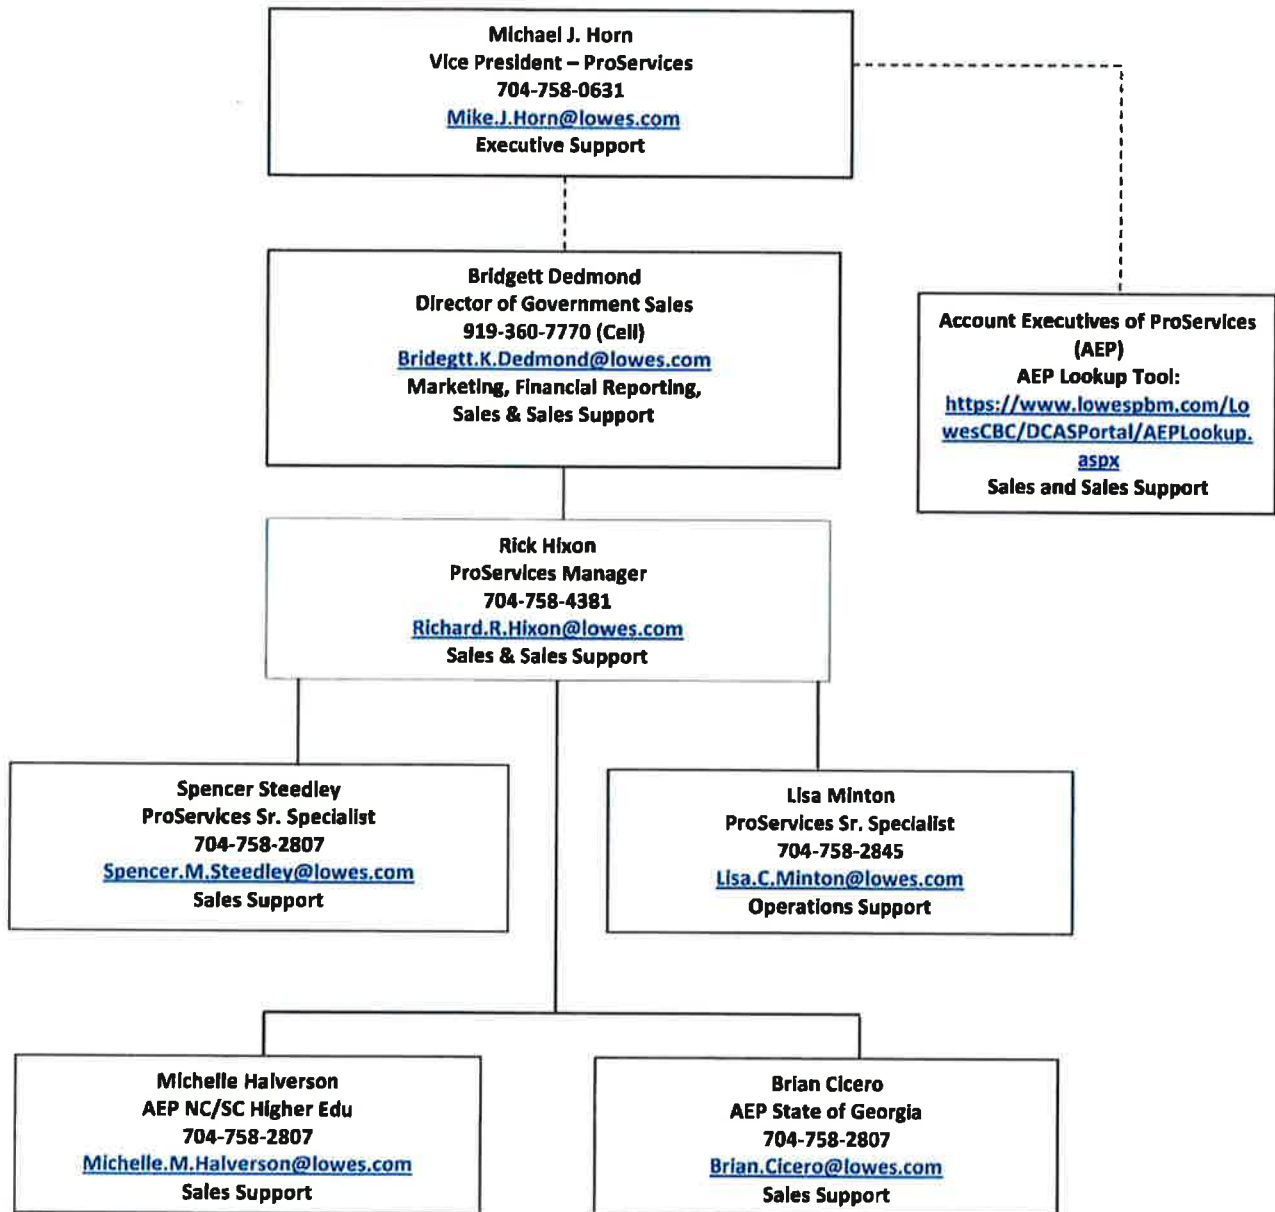 Michael J. Horn
Vice President – ProServices
704-758-0631
Mike.J.Horn@lowes.com
Executive Support
Bridgett Dedmond
Director of Government Sales
919-360-7770 (Cell)
Bridegtt.K.Dedmond@lowes.com
Marketing, Financial Reporting,
Sales & Sales Support
Account Executives of ProServices
(AEP)
AEP Lookup Tool:
https://www.lowespbm.com/Lo
wesCBC/DCASPortal/AEPLookup.
aspx
Sales and Sales Support
Rick Hixon
ProServices Manager
704-758-4381
Richard.R.Hixon@lowes.com
Sales & Sales Support
Spencer Steedley
ProServices Sr. Specialist
704-758-2807
Spencer.M.Steedley@lowes.com
Sales Support
Lisa Minton
ProServices Sr. Specialist
704-758-2845
Lisa.C.Minton@lowes.com
Operations Support
Michelle Halverson
AEP NC/SC Higher Edu
704-758-2807
Michelle.M.Halverson@lowes.com
Sales Support
Brian Cicero
AEP State of Georgia
704-758-2807
Brian.Cicero@lowes.com
Sales Support